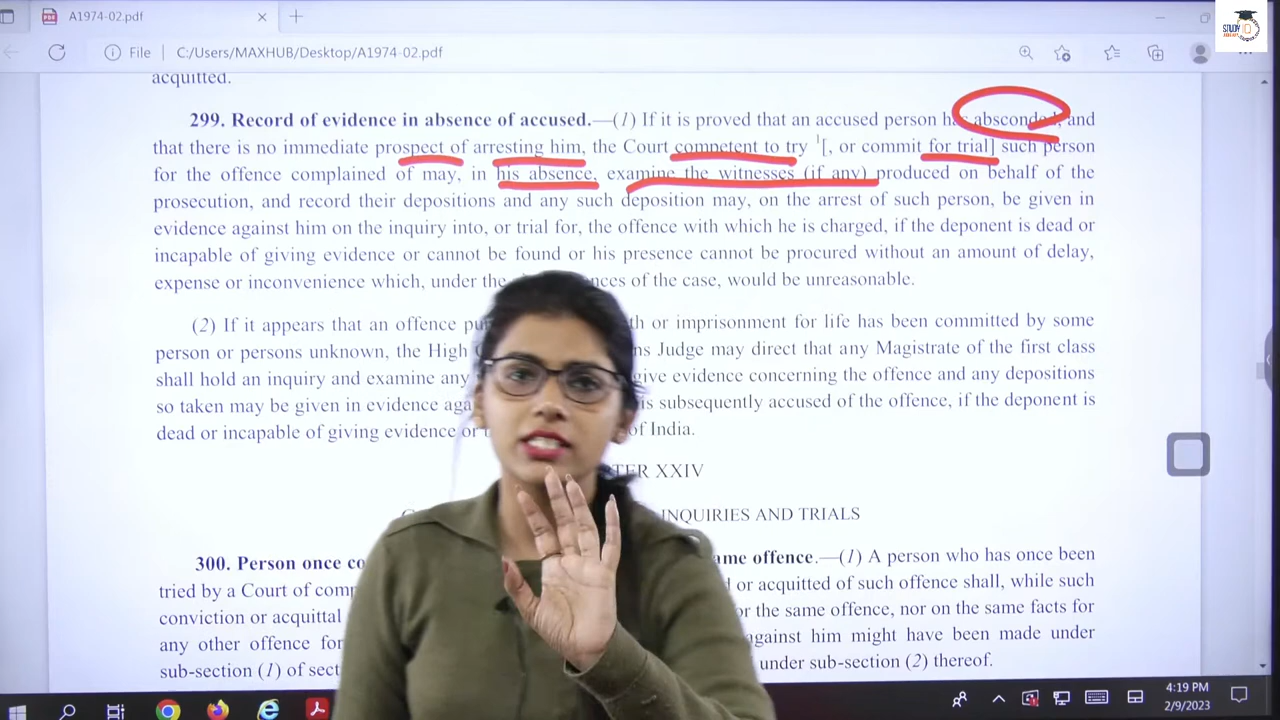 A1974-02.pdf
File C:/Users/MAXHUB/Desktop/A1974-02.pdf
STUDY ID
acquitted.
299. Record of evidence in absence of accused.—(1) If it is proved that an accused person has absconded, and
that there is no immediate prospect of arresting him, the Court competent to try ¹[, or commit for trial] such person
for the offence complained of may, in his absence, examine the witnesses (if any) produced on behalf of the
prosecution, and record their depositions and any such deposition may, on the arrest of such person, be given in
evidence against him on the inquiry into, or trial for, the offence with which he is charged, if the deponent is dead or
incapable of giving evidence or cannot be found or his presence cannot be procured without an amount of delay,
expense or inconvenience which, under the nces of the case, would be unreasonable.
(2) If it appears that an offence pu th or imprisonment for life has been committed by some
person or persons unknown, the High ns Judge may direct that any Magistrate of the first class
shall hold an inquiry and examine any give evidence concerning the offence and any depositions
so taken may be given in evidence aga is subsequently accused of the offence, if the deponent is
dead or incapable of giving evidence or of India.
TER XXIV
INQUIRIES AND TRIALS
300. Person once co ame offence.—(1) A person who has once been
tried by a Court of comp d or acquitted of such offence shall, while such
conviction or acquittal or the same offence, nor on the same facts for
any other offence for against him might have been made under
sub-section (1) of sect under sub-section (2) thereof.
4:19 PM
2/9/2023